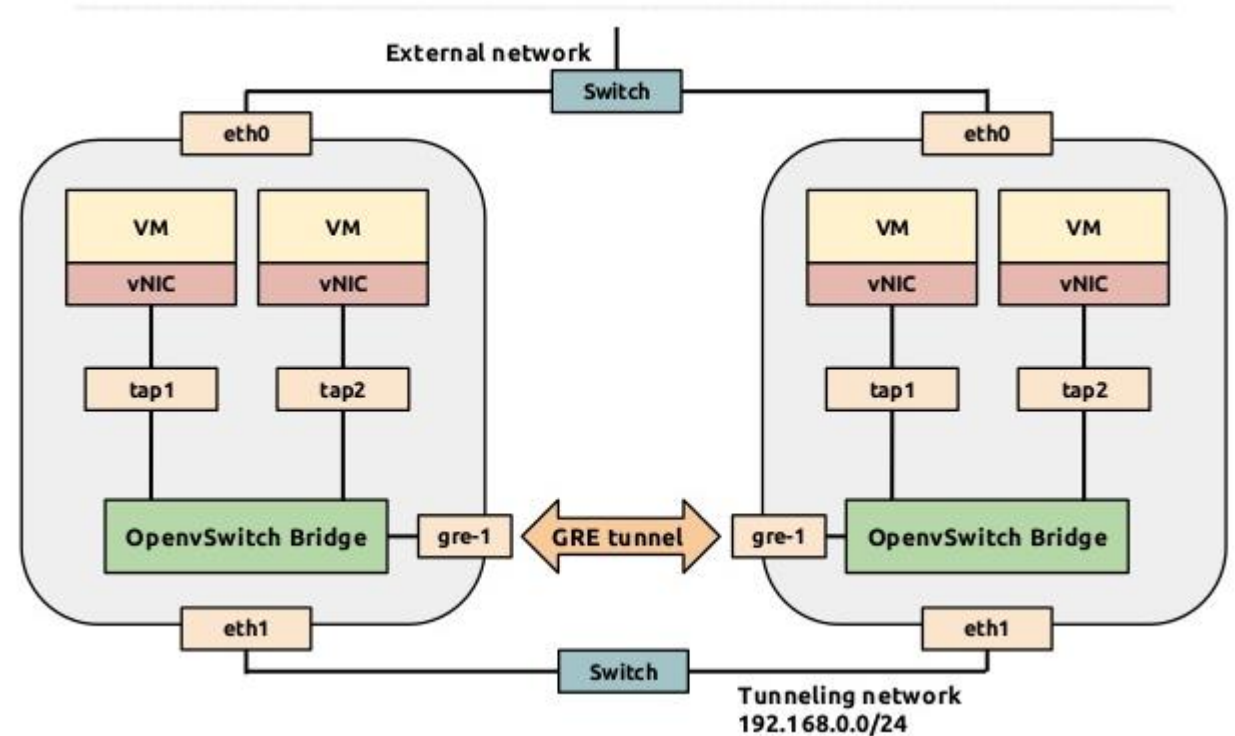 External network
Switch
eth0
eth0
VM
VM
VM
VM
vNIC
vNIC
vNIC
vNIC
tap1
tap2
tap1
tap2
OpenvSwitch Bridge
gre-1
GRE tunnel
gre-1
OpenvSwitch Bridge
eth1
eth1
Switch
Tunneling network
192.168.0.0/24